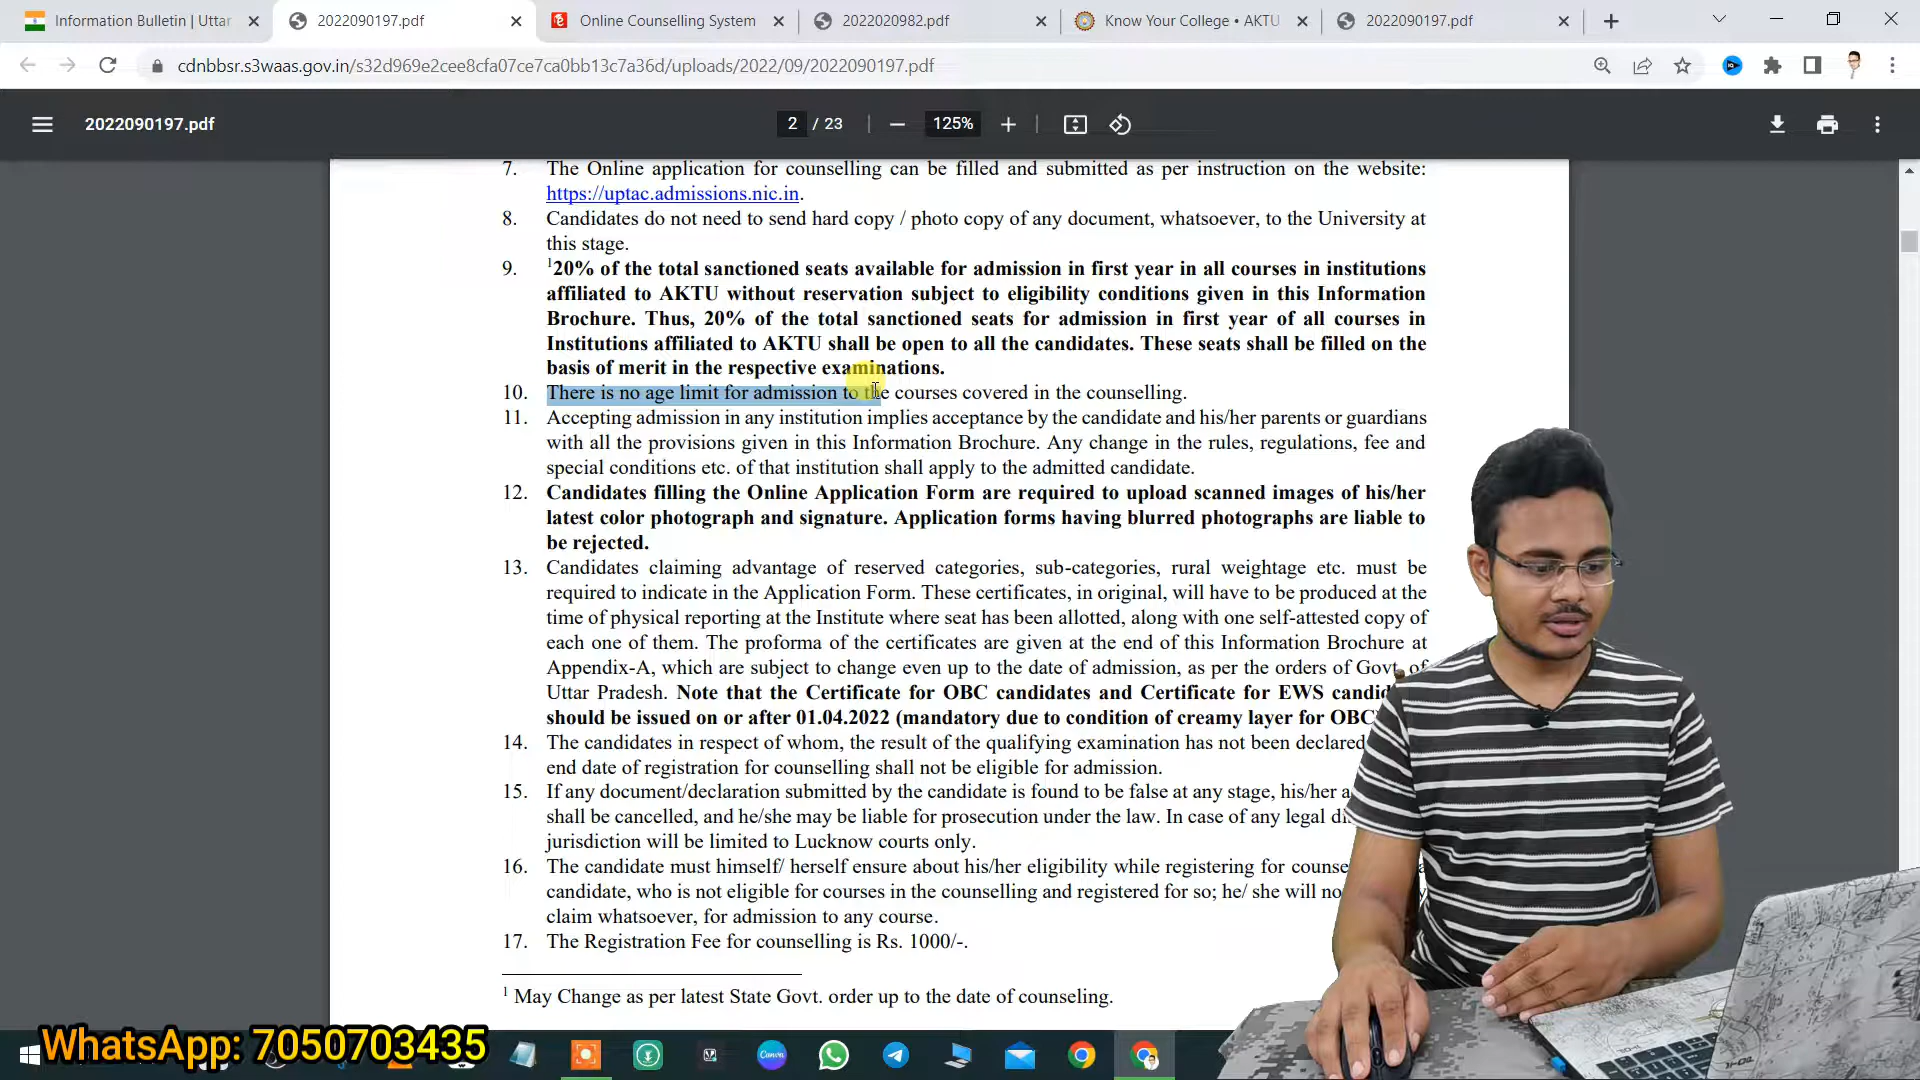 Information Bulletin | Uttar
2022090197.pdf
Online Counselling System
2022020982.pdf
Know Your College • AKTU
2022090197.pdf
cdnbbsr.s3waas.gov.in/s32d969e2cee8cfa07ce7ca0bb13c7a36d/uploads/2022/09/2022090197.pdf
2022090197.pdf
2 / 23
125%
7. The Online application for counselling can be filled and submitted as per instruction on the website:
https://uptac.admissions.nic.in.
8. Candidates do not need to send hard copy / photo copy of any document, whatsoever, to the University at
this stage.
9. 120% of the total sanctioned seats available for admission in first year in all courses in institutions
affiliated to AKTU without reservation subject to eligibility conditions given in this Information
Brochure. Thus, 20% of the total sanctioned seats for admission in first year of all courses in
Institutions affiliated to AKTU shall be open to all the candidates. These seats shall be filled on the
basis of merit in the respective examinations.
10. There is no age limit for admission to the courses covered in the counselling.
11. Accepting admission in any institution implies acceptance by the candidate and his/her parents or guardians
with all the provisions given in this Information Brochure. Any change in the rules, regulations, fee and
special conditions etc. of that institution shall apply to the admitted candidate.
12. Candidates filling the Online Application Form are required to upload scanned images of his/her
latest color photograph and signature. Application forms having blurred photographs are liable to
be rejected.
13. Candidates claiming advantage of reserved categories, sub-categories, rural weightage etc. must be
required to indicate in the Application Form. These certificates, in original, will have to be produced at the
time of physical reporting at the Institute where seat has been allotted, along with one self-attested copy of
each one of them. The proforma of the certificates are given at the end of this Information Brochure at
Appendix-A, which are subject to change even up to the date of admission, as per the orders of Govt. of
Uttar Pradesh. Note that the Certificate for OBC candidates and Certificate for EWS candid
should be issued on or after 01.04.2022 (mandatory due to condition of creamy layer for OBC)
14. The candidates in respect of whom, the result of the qualifying examination has not been declared
end date of registration for counselling shall not be eligible for admission.
15. If any document/declaration submitted by the candidate is found to be false at any stage, his/her a
shall be cancelled, and he/she may be liable for prosecution under the law. In case of any legal di
jurisdiction will be limited to Lucknow courts only.
16. The candidate must himself/ herself ensure about his/her eligibility while registering for counse
candidate, who is not eligible for courses in the counselling and registered for so; he/ she will no
claim whatsoever, for admission to any course.
17. The Registration Fee for counselling is Rs. 1000/-.
1 May Change as per latest State Govt. order up to the date of counseling.
WhatsApp: 7050703435
Canva